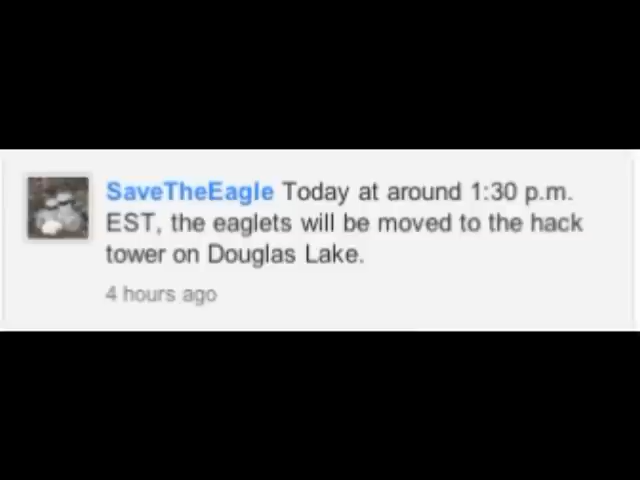 SaveTheEagle Today at around 1:30 p.m.
EST, the eaglets will be moved to the hack
tower on Douglas Lake.
4 hours ago